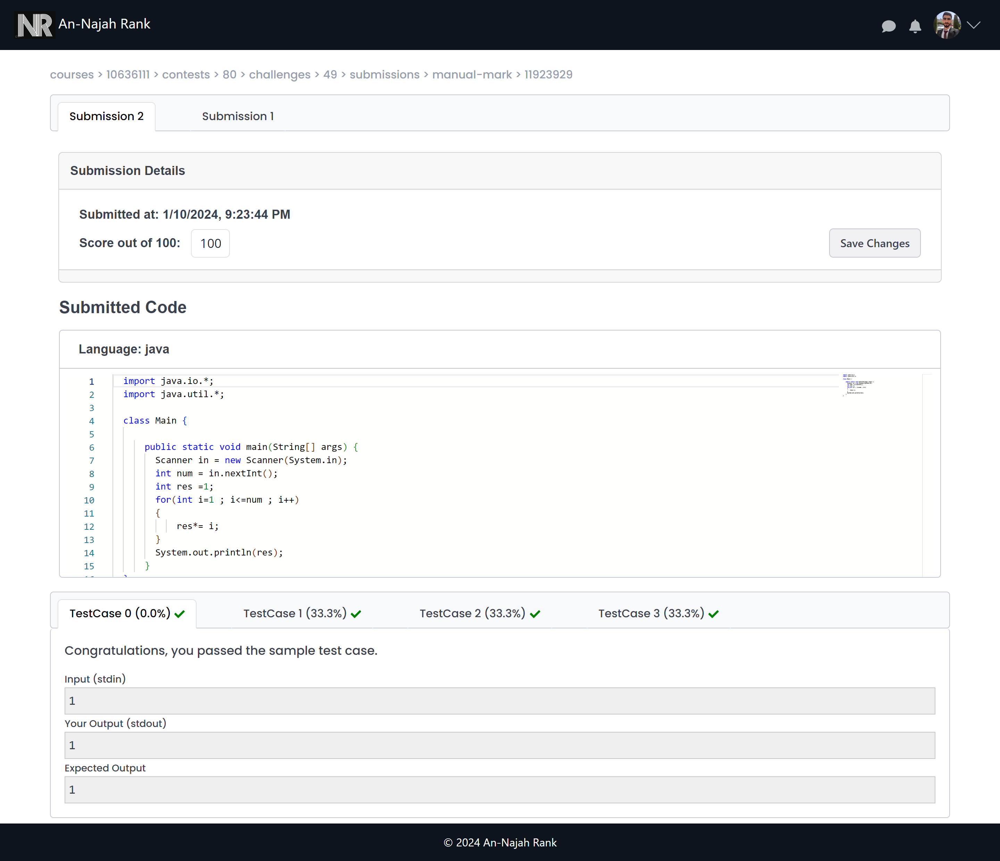 NR An-Najah Rank
courses > 10636111 > contests > 80 > challenges > 49 > submissions > manual-mark > 11923929
Submission 2 Submission 1
Submission Details
Submitted at: 1/10/2024, 9:23:44 PM
Score out of 100: 100
Save Changes
Submitted Code
Language: java
1 import java.io.*;
2 import java.util.*;
3
4 class Main {
5
6 public static void main(String[] args) {
7 Scanner in = new Scanner(System.in);
8 int num = in.nextInt();
9 int res =1;
10 for(int i=1 ; i<=num ; i++)
11 {
12 res*= i;
13 }
14 System.out.println(res);
15 }
TestCase 0 (0.0%) TestCase 1 (33.3%) TestCase 2 (33.3%) TestCase 3 (33.3%)
Congratulations, you passed the sample test case.
Input (stdin)
1
Your Output (stdout)
1
Expected Output
1
© 2024 An-Najah Rank